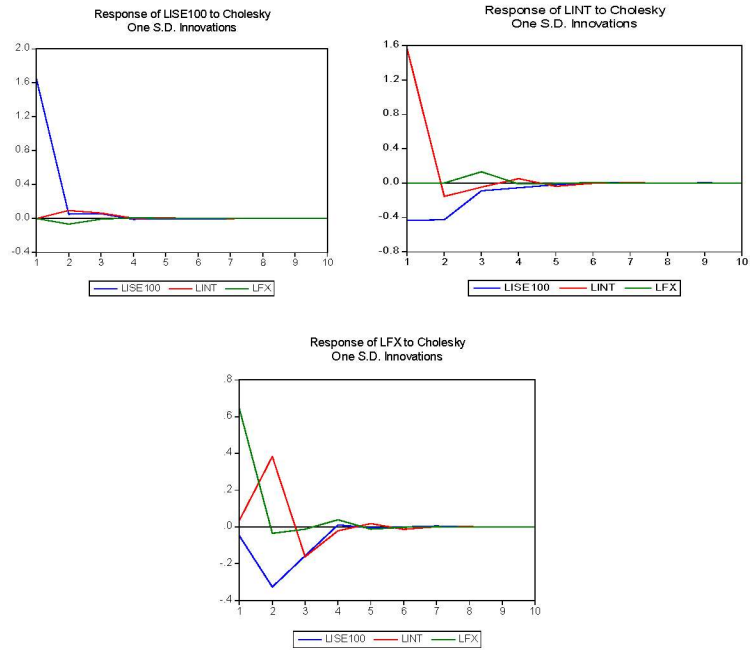 Response of LISE100 to Cholesky
One S.D. Innovations
2.0
1.6
1.2
0.8
0.4
0.0
-0.4
1 2 3 4 5 6 7 8 9 10
LISE100 LINT LFX
Response of LINT to Cholesky
One S.D. Innovations
1.6
1.2
0.8
0.4
0.0
-0.4
-0.8
1 2 3 4 5 6 7 8 9 10
LISE100 LINT LFX
Response of LFX to Cholesky
One S.D. Innovations
.8
.6
.4
.2
.0
-.2
-.4
1 2 3 4 5 6 7 8 9 10
LISE100 LINT LFX